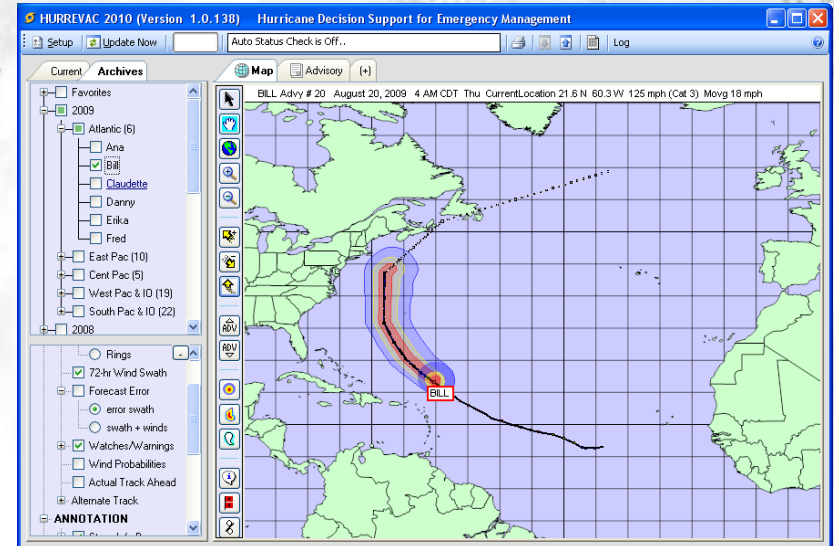 HURREVAC 2010 (Version 1.0.138) Hurricane Decision Support for Emergency Management
Setup Update Now Auto Status Check is Off.. Log
Current Archives
Map Advisory (+)
BILL Advy # 20 August 20, 2009 4 AM CDT Thu CurrentLocation 21.6 N 60.3 W 125 mph (Cat 3) Movg 18 mph
Favorites
2009
Atlantic (6)
Ana
Bill
Claudette
Danny
Erika
Fred
East Pac (10)
Cent Pac (5)
West Pac & IO (19)
South Pac & IO (22)
2008
Rings
72-hr Wind Swath
Forecast Error
error swath
swath + winds
Watches/Warnings
Wind Probabilities
Actual Track Ahead
Alternate Track
ANNOTATION
ADV
ADV
BILL